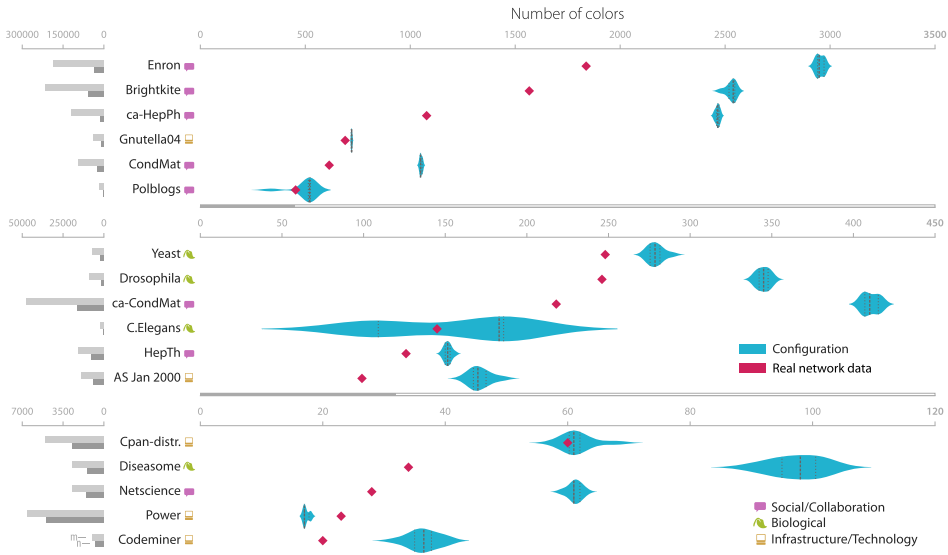 Number of colors
300000 150000 0 0 500 1000 1500 2000 2500 3000 3500
Enron
Brightkite
ca-HepPh
Gnutella04
CondMat
Polblogs
50000 25000 0 0 50 100 150 200 250 300 350 400 450
Yeast
Drosophila
ca-CondMat
C.Elegans
HepTh
AS Jan 2000
Configuration
Real network data
7000 3500 0 0 20 40 60 80 100 120
Cpan-distr.
Diseasome
Netscience
Power
Codeminer
m
n
Social/Collaboration
Biological
Infrastructure/Technology